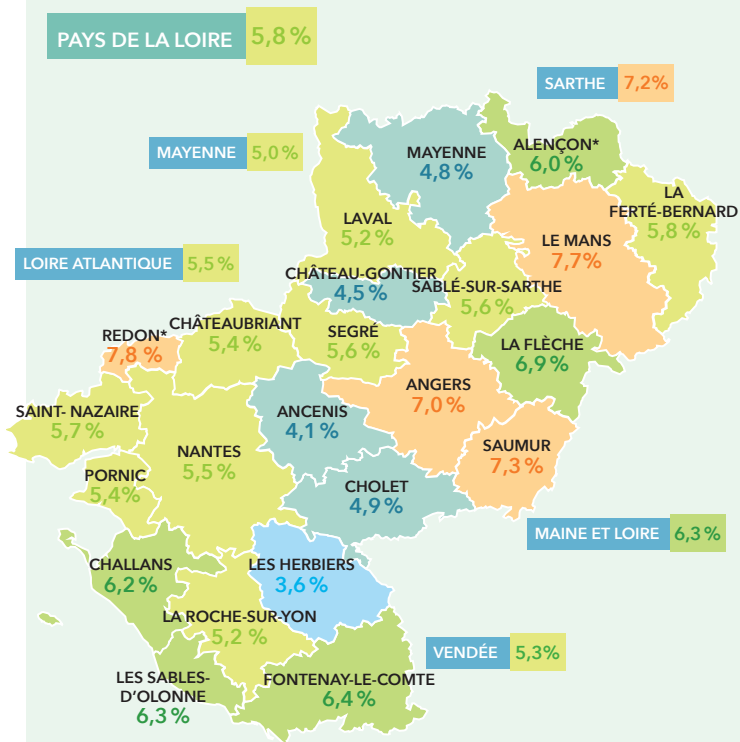 PAYS DE LA LOIRE 5,8 %
SARTHE 7,2%
MAYENNE 5,0 %
MAYENNE
4,8 %
ALENÇON*
6,0 %
LA
FERTÉ-BERNARD
5,8 %
LAVAL
5,2 %
LE MANS
7,7%
LOIRE ATLANTIQUE 5,5 %
CHÂTEAU-GONTIER
4,5 %
SABLÉ-SUR-SARTHE
5,6 %
REDON*
7,8 %
CHÂTEAUBRIANT
5,4 %
SEGRÉ
5,6 %
LA FLÈCHE
6,9 %
SAINT- NAZAIRE
5,7 %
ANCENIS
4,1 %
ANGERS
7,0 %
NANTES
5,5 %
SAUMUR
7,3 %
PORNIC
5,4%
CHOLET
4,9 %
MAINE ET LOIRE 6,3 %
CHALLANS
6,2 %
LES HERBIERS
3,6 %
LA ROCHE-SUR-YON
5,2 %
VENDÉE 5,3%
LES SABLES-
D'OLONNE
6,3 %
FONTENAY-LE-COMTE
6,4 %